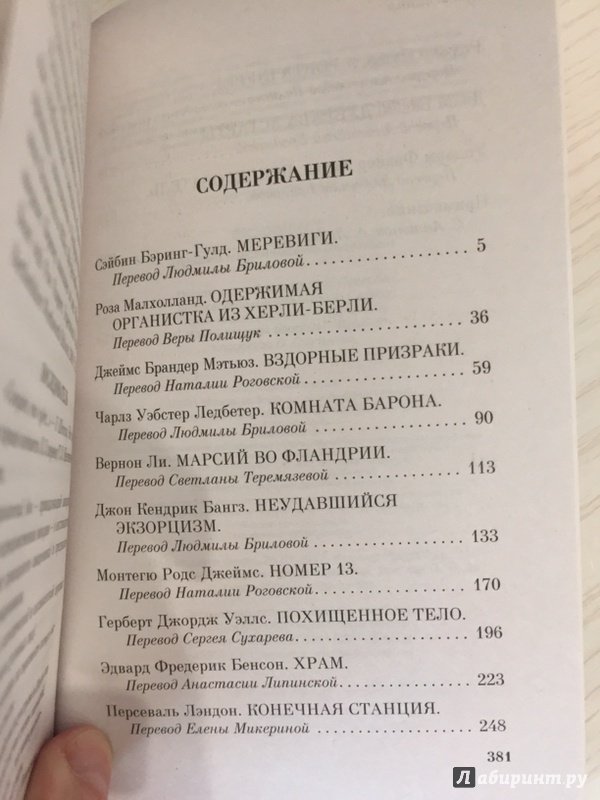 СОДЕРЖАНИЕ
Сэйбин Бэринг-Гулд. МЕРЕВИГИ.
Перевод Людмилы Бриловой . . . . . . . . . . . . . . . . . . . 5
Роза Малхолланд. ОДЕРЖИМАЯ
ОРГАНИСТКА ИЗ ХЕРЛИ-БЕРЛИ.
Перевод Веры Полищук . . . . . . . . . . . . . . . . . . . 36
Джеймс Брандер Мэтьюз. ВЗДОРНЫЕ ПРИЗРАКИ.
Перевод Наталии Роговской . . . . . . . . . . . . . . . . . . . 59
Чарлз Уэбстер Ледбетер. КОМНАТА БАРОНА.
Перевод Людмилы Бриловой . . . . . . . . . . . . . . . . . . . 90
Вернон Ли. МАРСИЙ ВО ФЛАНДРИИ.
Перевод Светланы Теремязевой . . . . . . . . . . . . . . . . 113
Джон Кендрик Бангз. НЕУДАВШИЙСЯ
ЭКЗОРЦИЗМ.
Перевод Людмилы Бриловой . . . . . . . . . . . . . . . . . . 133
Монтегю Родс Джеймс. НОМЕР 13.
Перевод Наталии Роговской . . . . . . . . . . . . . . . . . . 170
Герберт Джордж Уэллс. ПОХИЩЕННОЕ ТЕЛО.
Перевод Сергея Сухарева . . . . . . . . . . . . . . . . . . . 196
Эдвард Фредерик Бенсон. ХРАМ.
Перевод Анастасии Липинской . . . . . . . . . . . . . . . . 223
Персеваль Лэндон. КОНЕЧНАЯ СТАНЦИЯ.
Перевод Елены Микериной . . . . . . . . . . . . . . . . . . 248
381
Лабиринт.ру